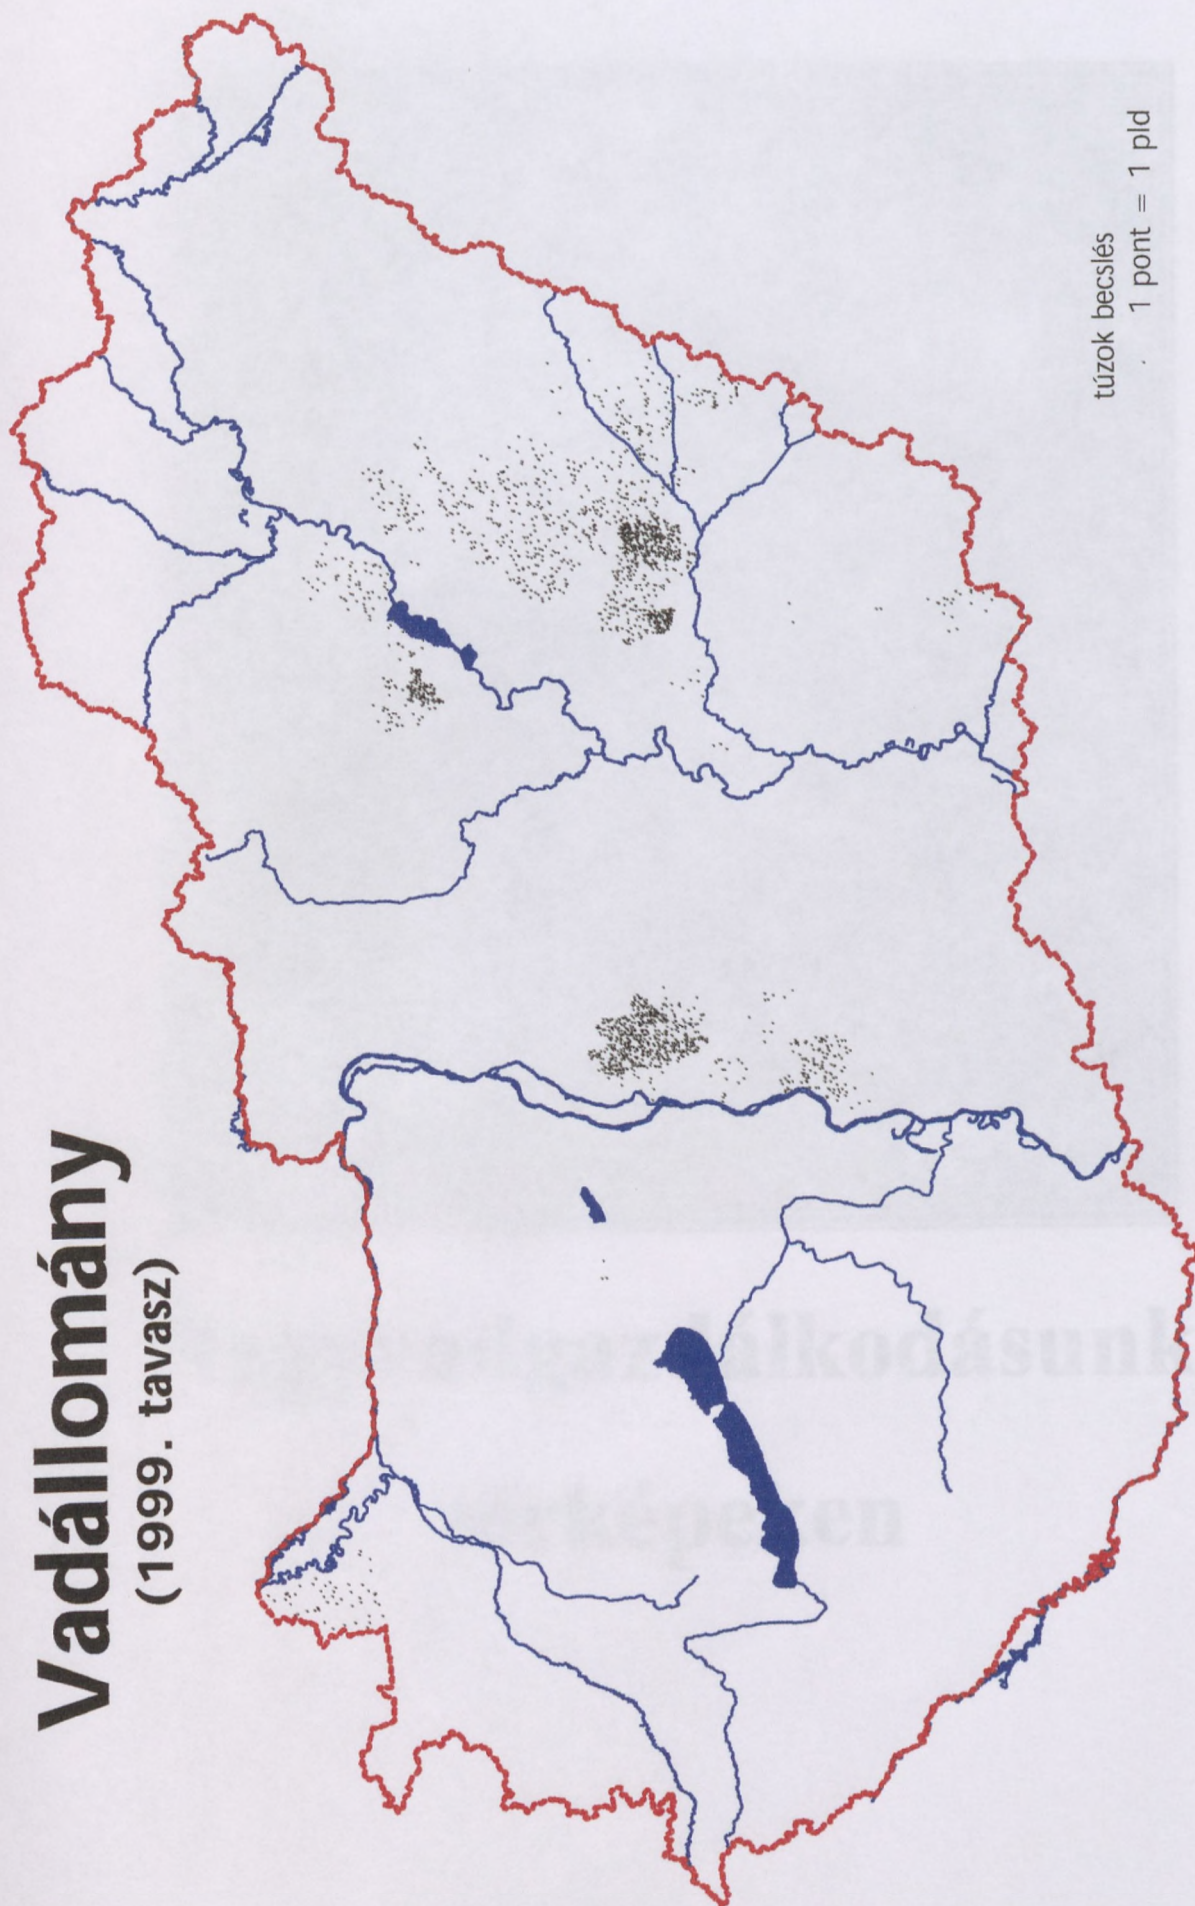 Vadállomány
(1999. tavasz)
túzok becslés
1 pont = 1 pld